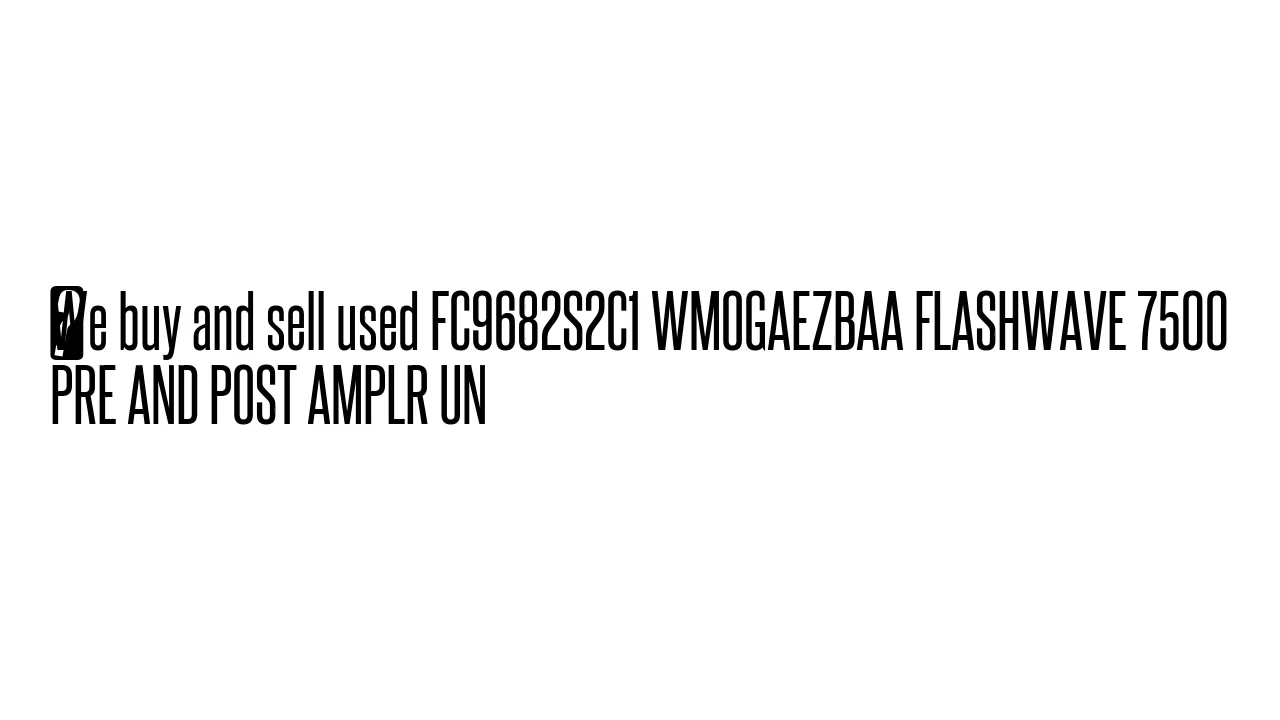 We buy and sell used FC9682S2C1 WMOGAEZBAA FLASHWAVE 7500
PRE AND POST AMPLR UN